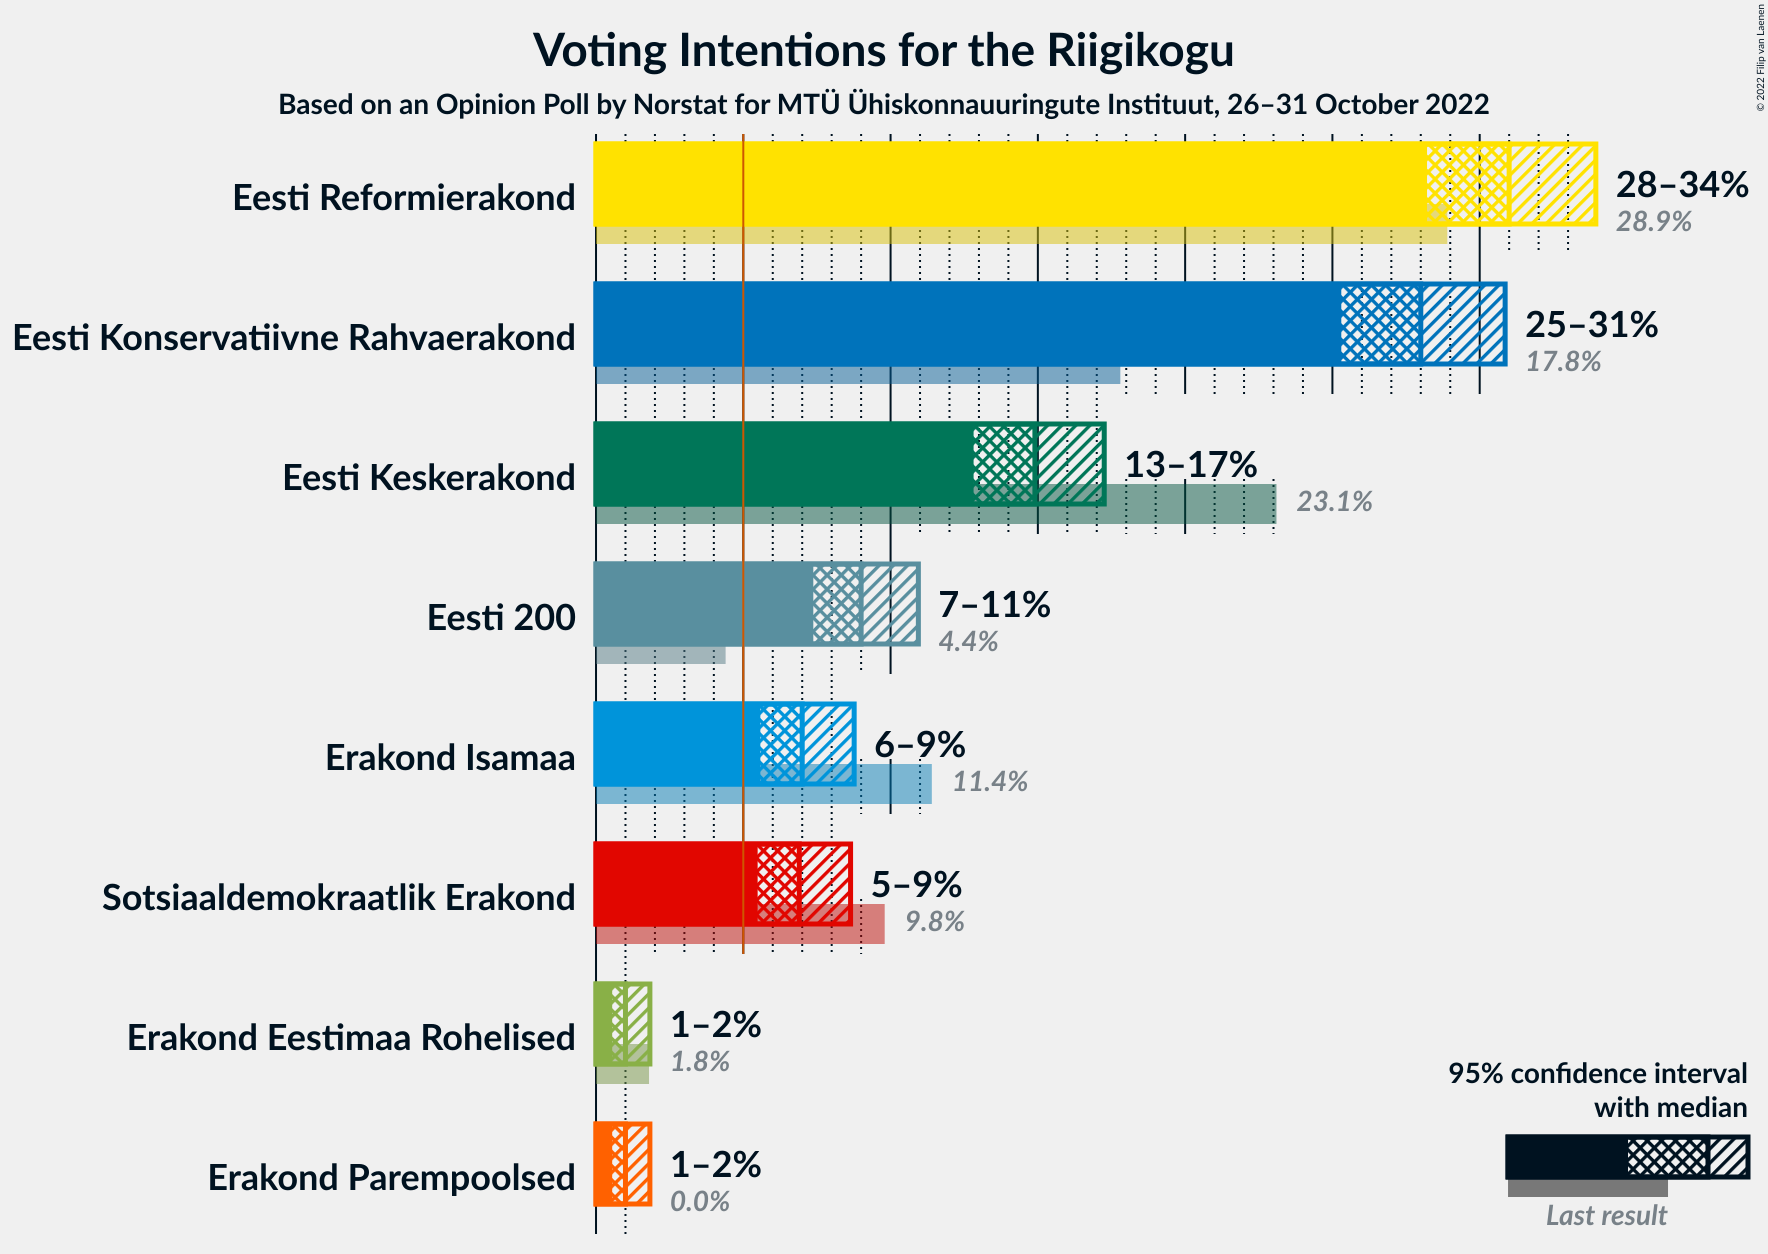 Voting Intentions for the Riigikogu
Based on an Opinion Poll by Norstat for MTÜ Ühiskonnauuringute Instituut, 26–31 October 2022
© 2022 Filip van Laenen
Eesti Reformierakond
28–34%
28.9%
Eesti Konservatiivne Rahvaerakond
25–31%
17.8%
Eesti Keskerakond
13–17%
23.1%
Eesti 200
7–11%
4.4%
Erakond Isamaa
6–9%
11.4%
Sotsiaaldemokraatlik Erakond
5–9%
9.8%
Erakond Eestimaa Rohelised
1–2%
1.8%
Erakond Parempoolsed
1–2%
0.0%
95% confidence interval
with median
Last result